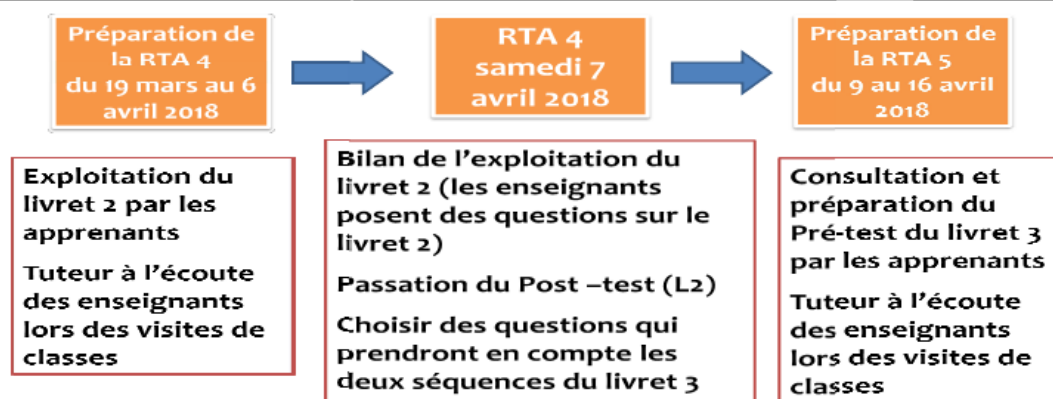 Préparation de
la RTA 4
du 19 mars au 6
avril 2018
RTA 4
samedi 7
avril 2018
Préparation de
la RTA 5
du 9 au 16 avril
2018
Exploitation du
livret 2 par les
apprenants
Tuteur à l’écoute
des enseignants
lors des visites de
classes
Bilan de l’exploitation du
livret 2 (les enseignants
posent des questions sur le
livret 2)
Passation du Post –test (L2)
Choisir des questions qui
prendront en compte les
deux séquences du livret 3
Consultation et
préparation du
Pré-test du livret 3
par les apprenants
Tuteur à l’écoute
des enseignants
lors des visites de
classes